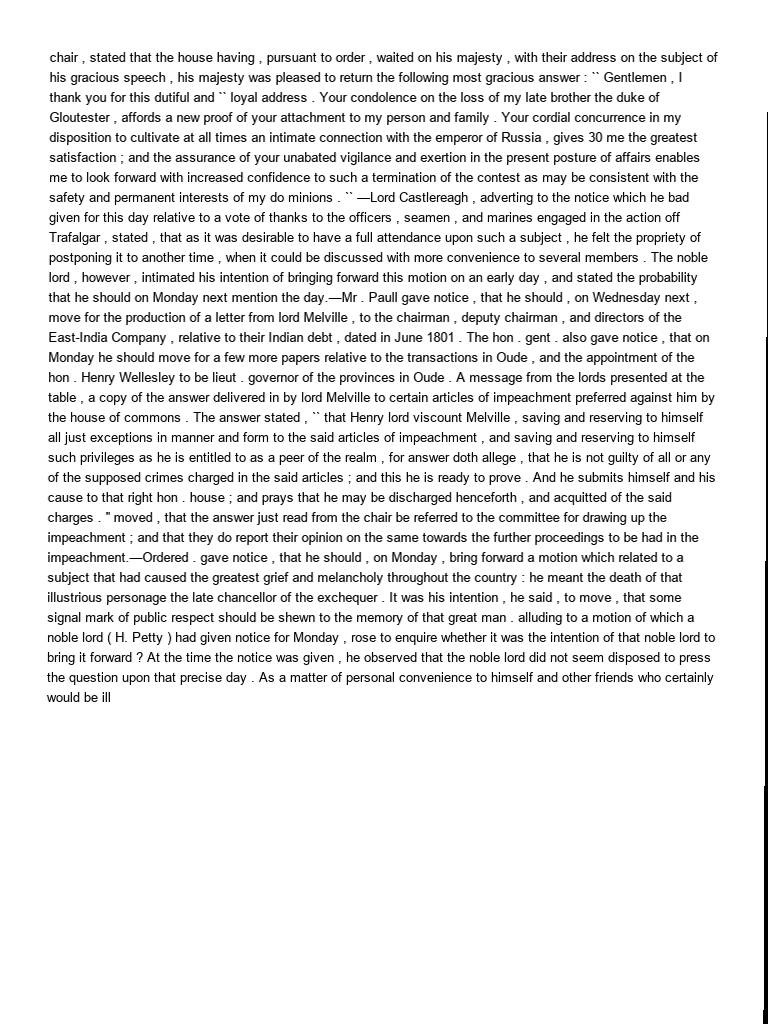 chair , stated that the house having , pursuant to order , waited on his majesty , with their address on the subject of
his gracious speech , his majesty was pleased to return the following most gracious answer : `` Gentlemen , I
thank you for this dutiful and `` loyal address . Your condolence on the loss of my late brother the duke of
Gloutester , affords a new proof of your attachment to my person and family . Your cordial concurrence in my
disposition to cultivate at all times an intimate connection with the emperor of Russia , gives 30 me the greatest
satisfaction ; and the assurance of your unabated vigilance and exertion in the present posture of affairs enables
me to look forward with increased confidence to such a termination of the contest as may be consistent with the
safety and permanent interests of my do minions . `` —Lord Castlereagh , adverting to the notice which he bad
given for this day relative to a vote of thanks to the officers , seamen , and marines engaged in the action off
Trafalgar , stated , that as it was desirable to have a full attendance upon such a subject , he felt the propriety of
postponing it to another time , when it could be discussed with more convenience to several members . The noble
lord , however , intimated his intention of bringing forward this motion on an early day , and stated the probability
that he should on Monday next mention the day.—Mr . Paull gave notice , that he should , on Wednesday next ,
move for the production of a letter from lord Melville , to the chairman , deputy chairman , and directors of the
East-India Company , relative to their Indian debt , dated in June 1801 . The hon . gent . also gave notice , that on
Monday he should move for a few more papers relative to the transactions in Oude , and the appointment of the
hon . Henry Wellesley to be lieut . governor of the provinces in Oude . A message from the lords presented at the
table , a copy of the answer delivered in by lord Melville to certain articles of impeachment preferred against him by
the house of commons . The answer stated , `` that Henry lord viscount Melville , saving and reserving to himself
all just exceptions in manner and form to the said articles of impeachment , and saving and reserving to himself
such privileges as he is entitled to as a peer of the realm , for answer doth allege , that he is not guilty of all or any
of the supposed crimes charged in the said articles ; and this he is ready to prove . And he submits himself and his
cause to that right hon . house ; and prays that he may be discharged henceforth , and acquitted of the said
charges . " moved , that the answer just read from the chair be referred to the committee for drawing up the
impeachment ; and that they do report their opinion on the same towards the further proceedings to be had in the
impeachment.—Ordered . gave notice , that he should , on Monday , bring forward a motion which related to a
subject that had caused the greatest grief and melancholy throughout the country : he meant the death of that
illustrious personage the late chancellor of the exchequer . It was his intention , he said , to move , that some
signal mark of public respect should be shewn to the memory of that great man . alluding to a motion of which a
noble lord ( H. Petty ) had given notice for Monday , rose to enquire whether it was the intention of that noble lord to
bring it forward ? At the time the notice was given , he observed that the noble lord did not seem disposed to press
the question upon that precise day . As a matter of personal convenience to himself and other friends who certainly
would be ill